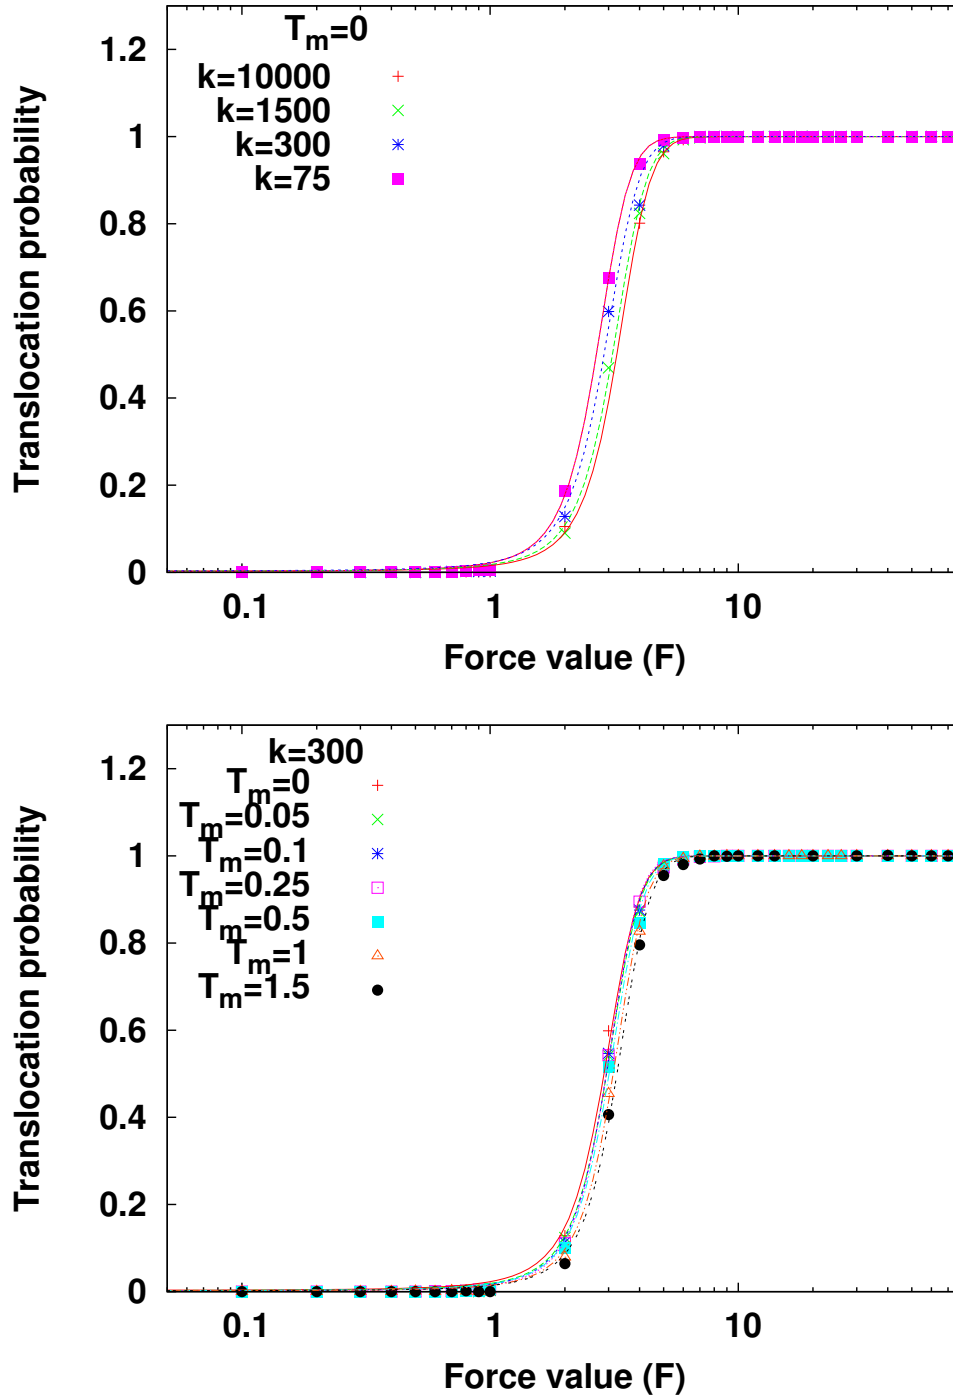 T_m=0
k=10000
k=1500
k=300
k=75
1.2
1
0.8
0.6
0.4
0.2
0
Translocation probability
0.1 1 10
Force value (F)
k=300
T_m=0
T_m=0.05
T_m=0.1
T_m=0.25
T_m=0.5
T_m=1
T_m=1.5
1.2
1
0.8
0.6
0.4
0.2
0
Translocation probability
0.1 1 10
Force value (F)